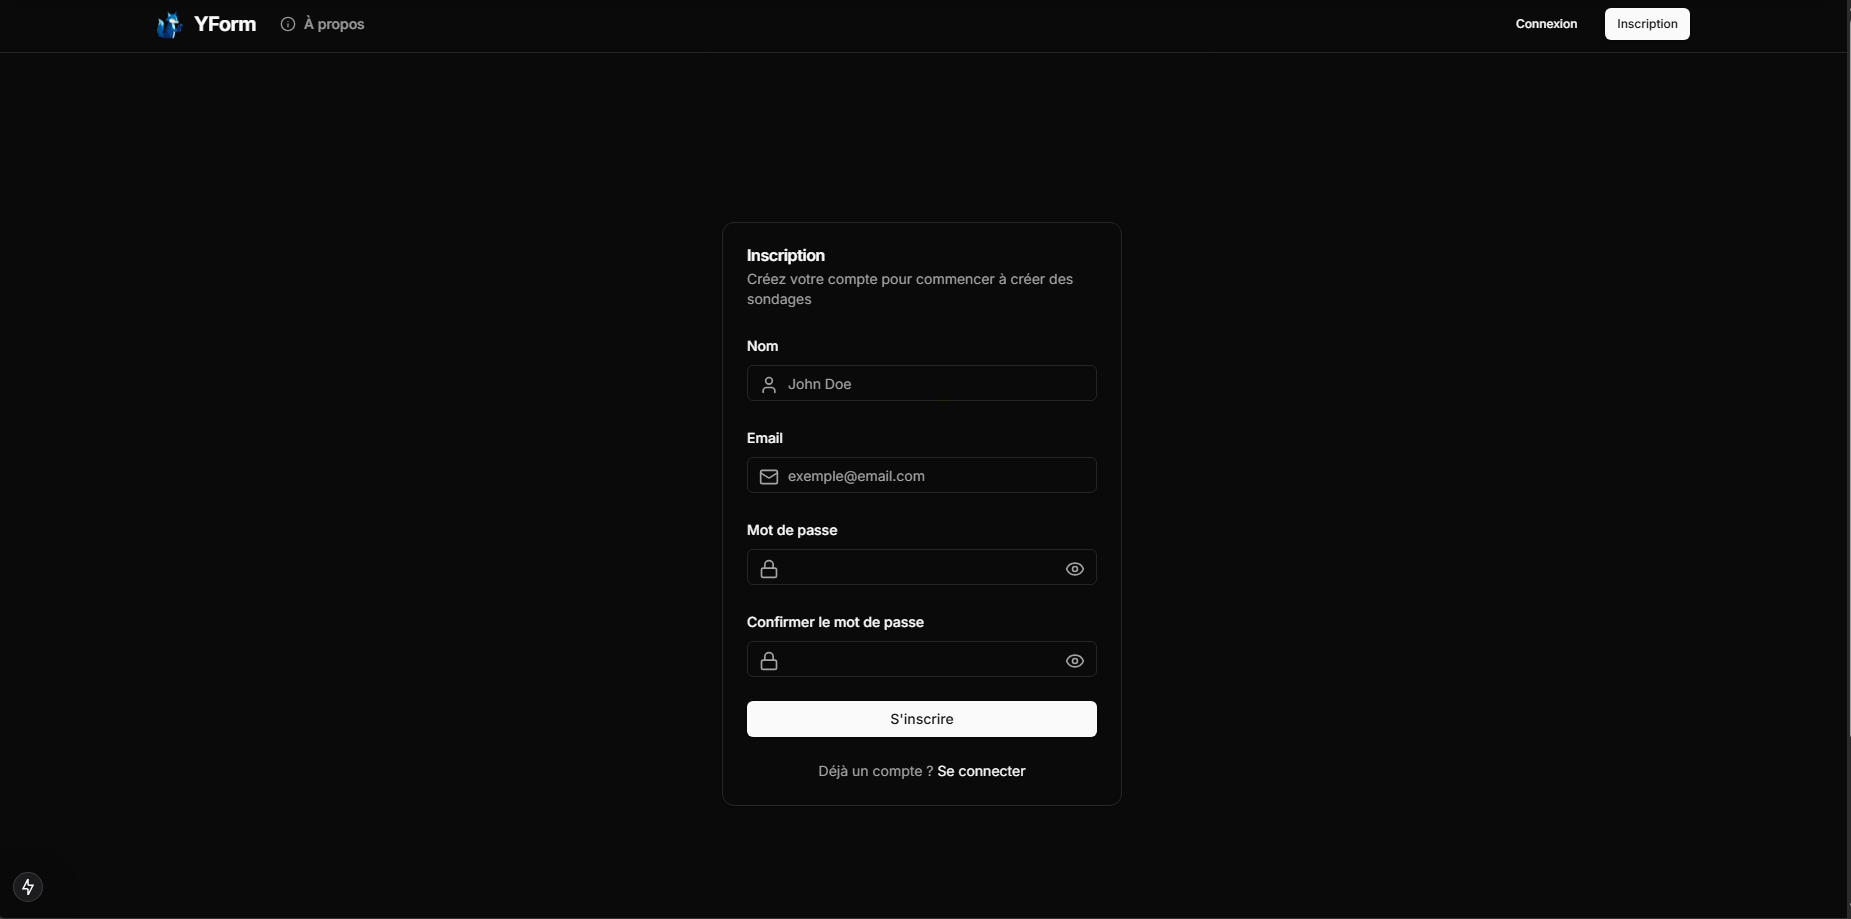 YForm
À propos
Connexion
Inscription
Inscription
Créez votre compte pour commencer à créer des
sondages
Nom
John Doe
Email
exemple@email.com
Mot de passe
Confirmer le mot de passe
S'inscrire
Déjà un compte ? Se connecter